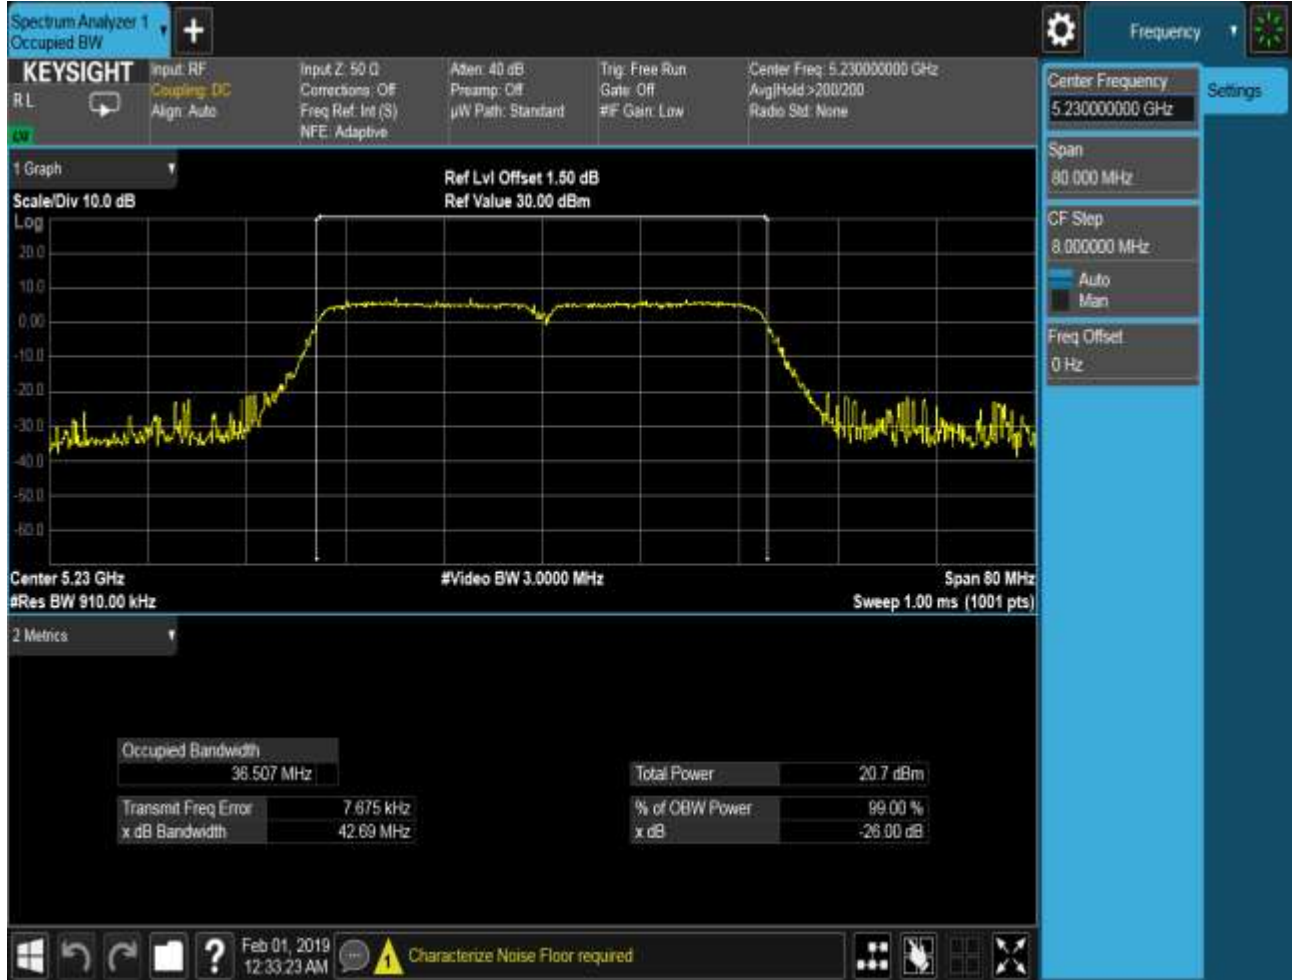 Spectrum Analyzer 1
Occupied BW
Frequency
KEYSIGHT
R L
Input: RF
Coupling: DC
Align: Auto
Input Z: 50 Ω
Corrections: Off
Freq Ref: Int (S)
NFE: Adaptive
Atten: 40 dB
Preamp: Off
µW Path: Standard
Trig: Free Run
Gate: Off
#IF Gain: Low
Center Freq: 5.230000000 GHz
Avg|Hold:>200/200
Radio Std: None
Center Frequency
5.230000000 GHz
Settings
Span
80.000 MHz
CF Step
8.000000 MHz
Auto
Man
Freq Offset
0 Hz
1 Graph
Scale/Div 10.0 dB
Ref Lvl Offset 1.50 dB
Ref Value 30.00 dBm
Log
20.0
10.0
0.00
-10.0
-20.0
-30.0
-40.0
-50.0
-60.0
Center 5.23 GHz
#Video BW 3.0000 MHz
Span 80 MHz
#Res BW 910.00 kHz
Sweep 1.00 ms (1001 pts)
2 Metrics
Occupied Bandwidth
36.507 MHz
Total Power 20.7 dBm
Transmit Freq Error 7.675 kHz
% of OBW Power 99.00 %
x dB Bandwidth 42.69 MHz
x dB -26.00 dB
?
Feb 01, 2019
12:33:23 AM
1
Characterize Noise Floor required